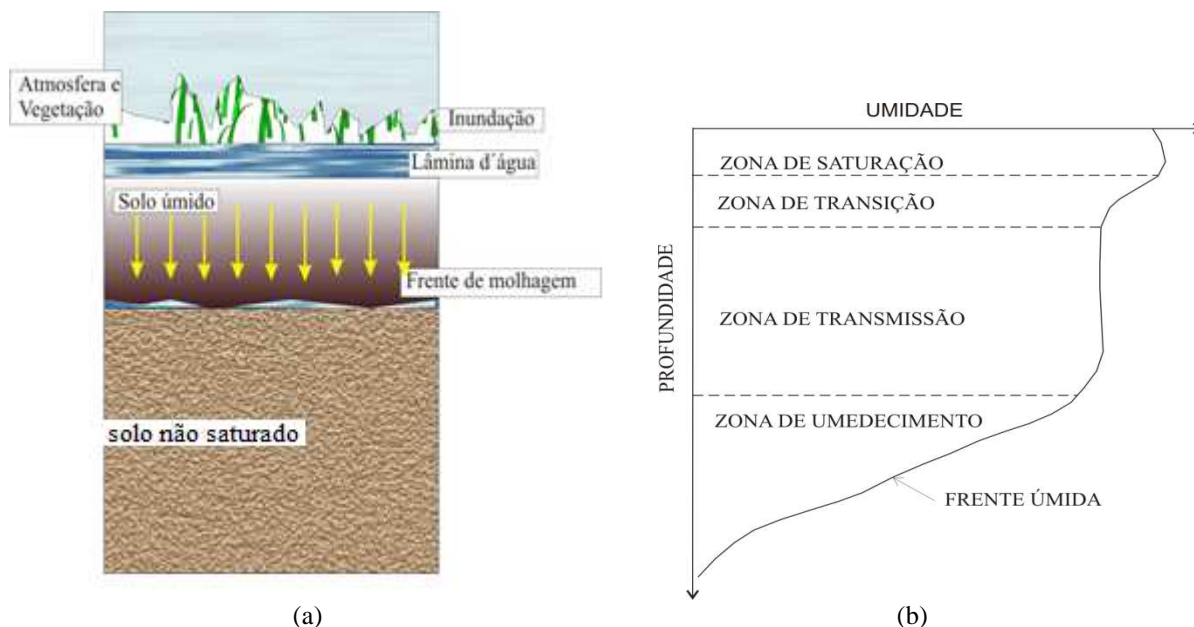 Atmosfera e
Vegetação
Inundação
Lâmina d´água
Solo úmido
Frente de molhagem
solo não saturado
(a)
UMIDADE
PROFUNDIDADE
ZONA DE SATURAÇÃO
ZONA DE TRANSIÇÃO
ZONA DE TRANSMISSÃO
ZONA DE UMEDECIMENTO
FRENTE ÚMIDA
(b)